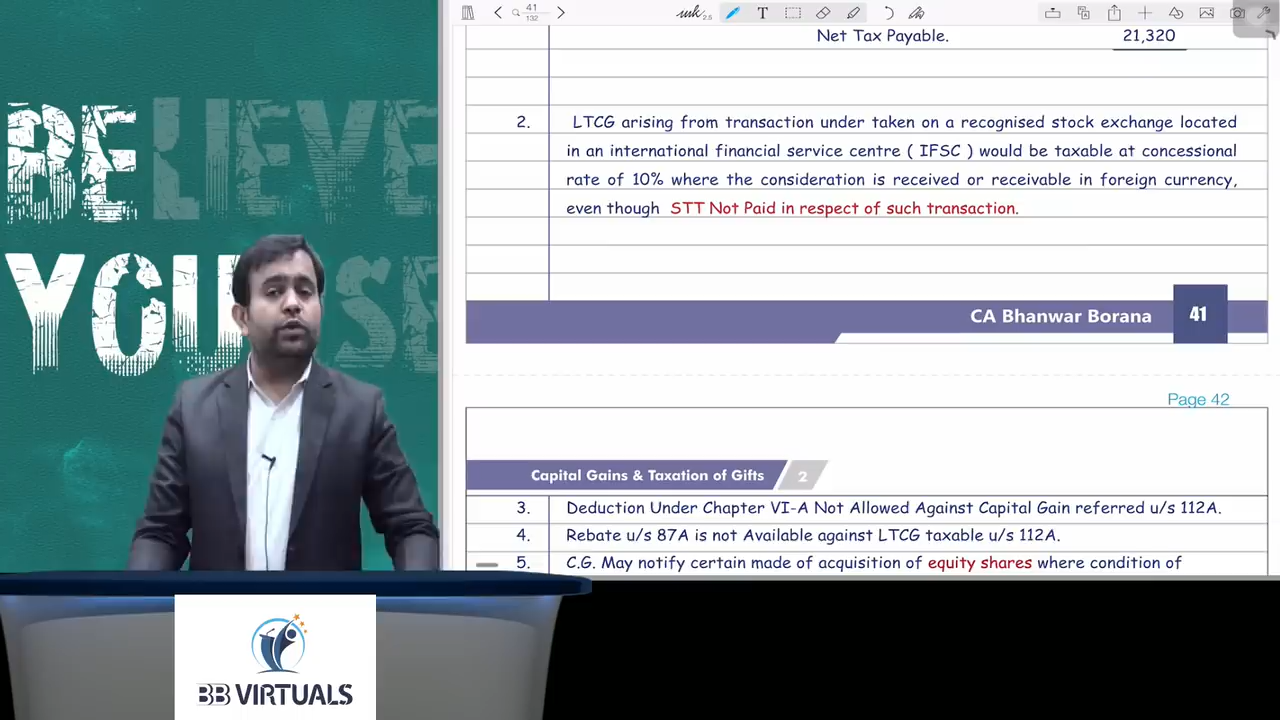 BELIEVE
YOURSE
41
132
T
2.5
Net Tax Payable. 21,320
2. LTCG arising from transaction under taken on a recognised stock exchange located
in an international financial service centre ( IFSC ) would be taxable at concessional
rate of 10% where the consideration is received or receivable in foreign currency,
even though STT Not Paid in respect of such transaction.
CA Bhanwar Borana 41
Page 42
Capital Gains & Taxation of Gifts 2
3. Deduction Under Chapter VI-A Not Allowed Against Capital Gain referred u/s 112A.
4. Rebate u/s 87A is not Available against LTCG taxable u/s 112A.
5. C.G. May notify certain made of acquisition of equity shares where condition of
BB VIRTUALS